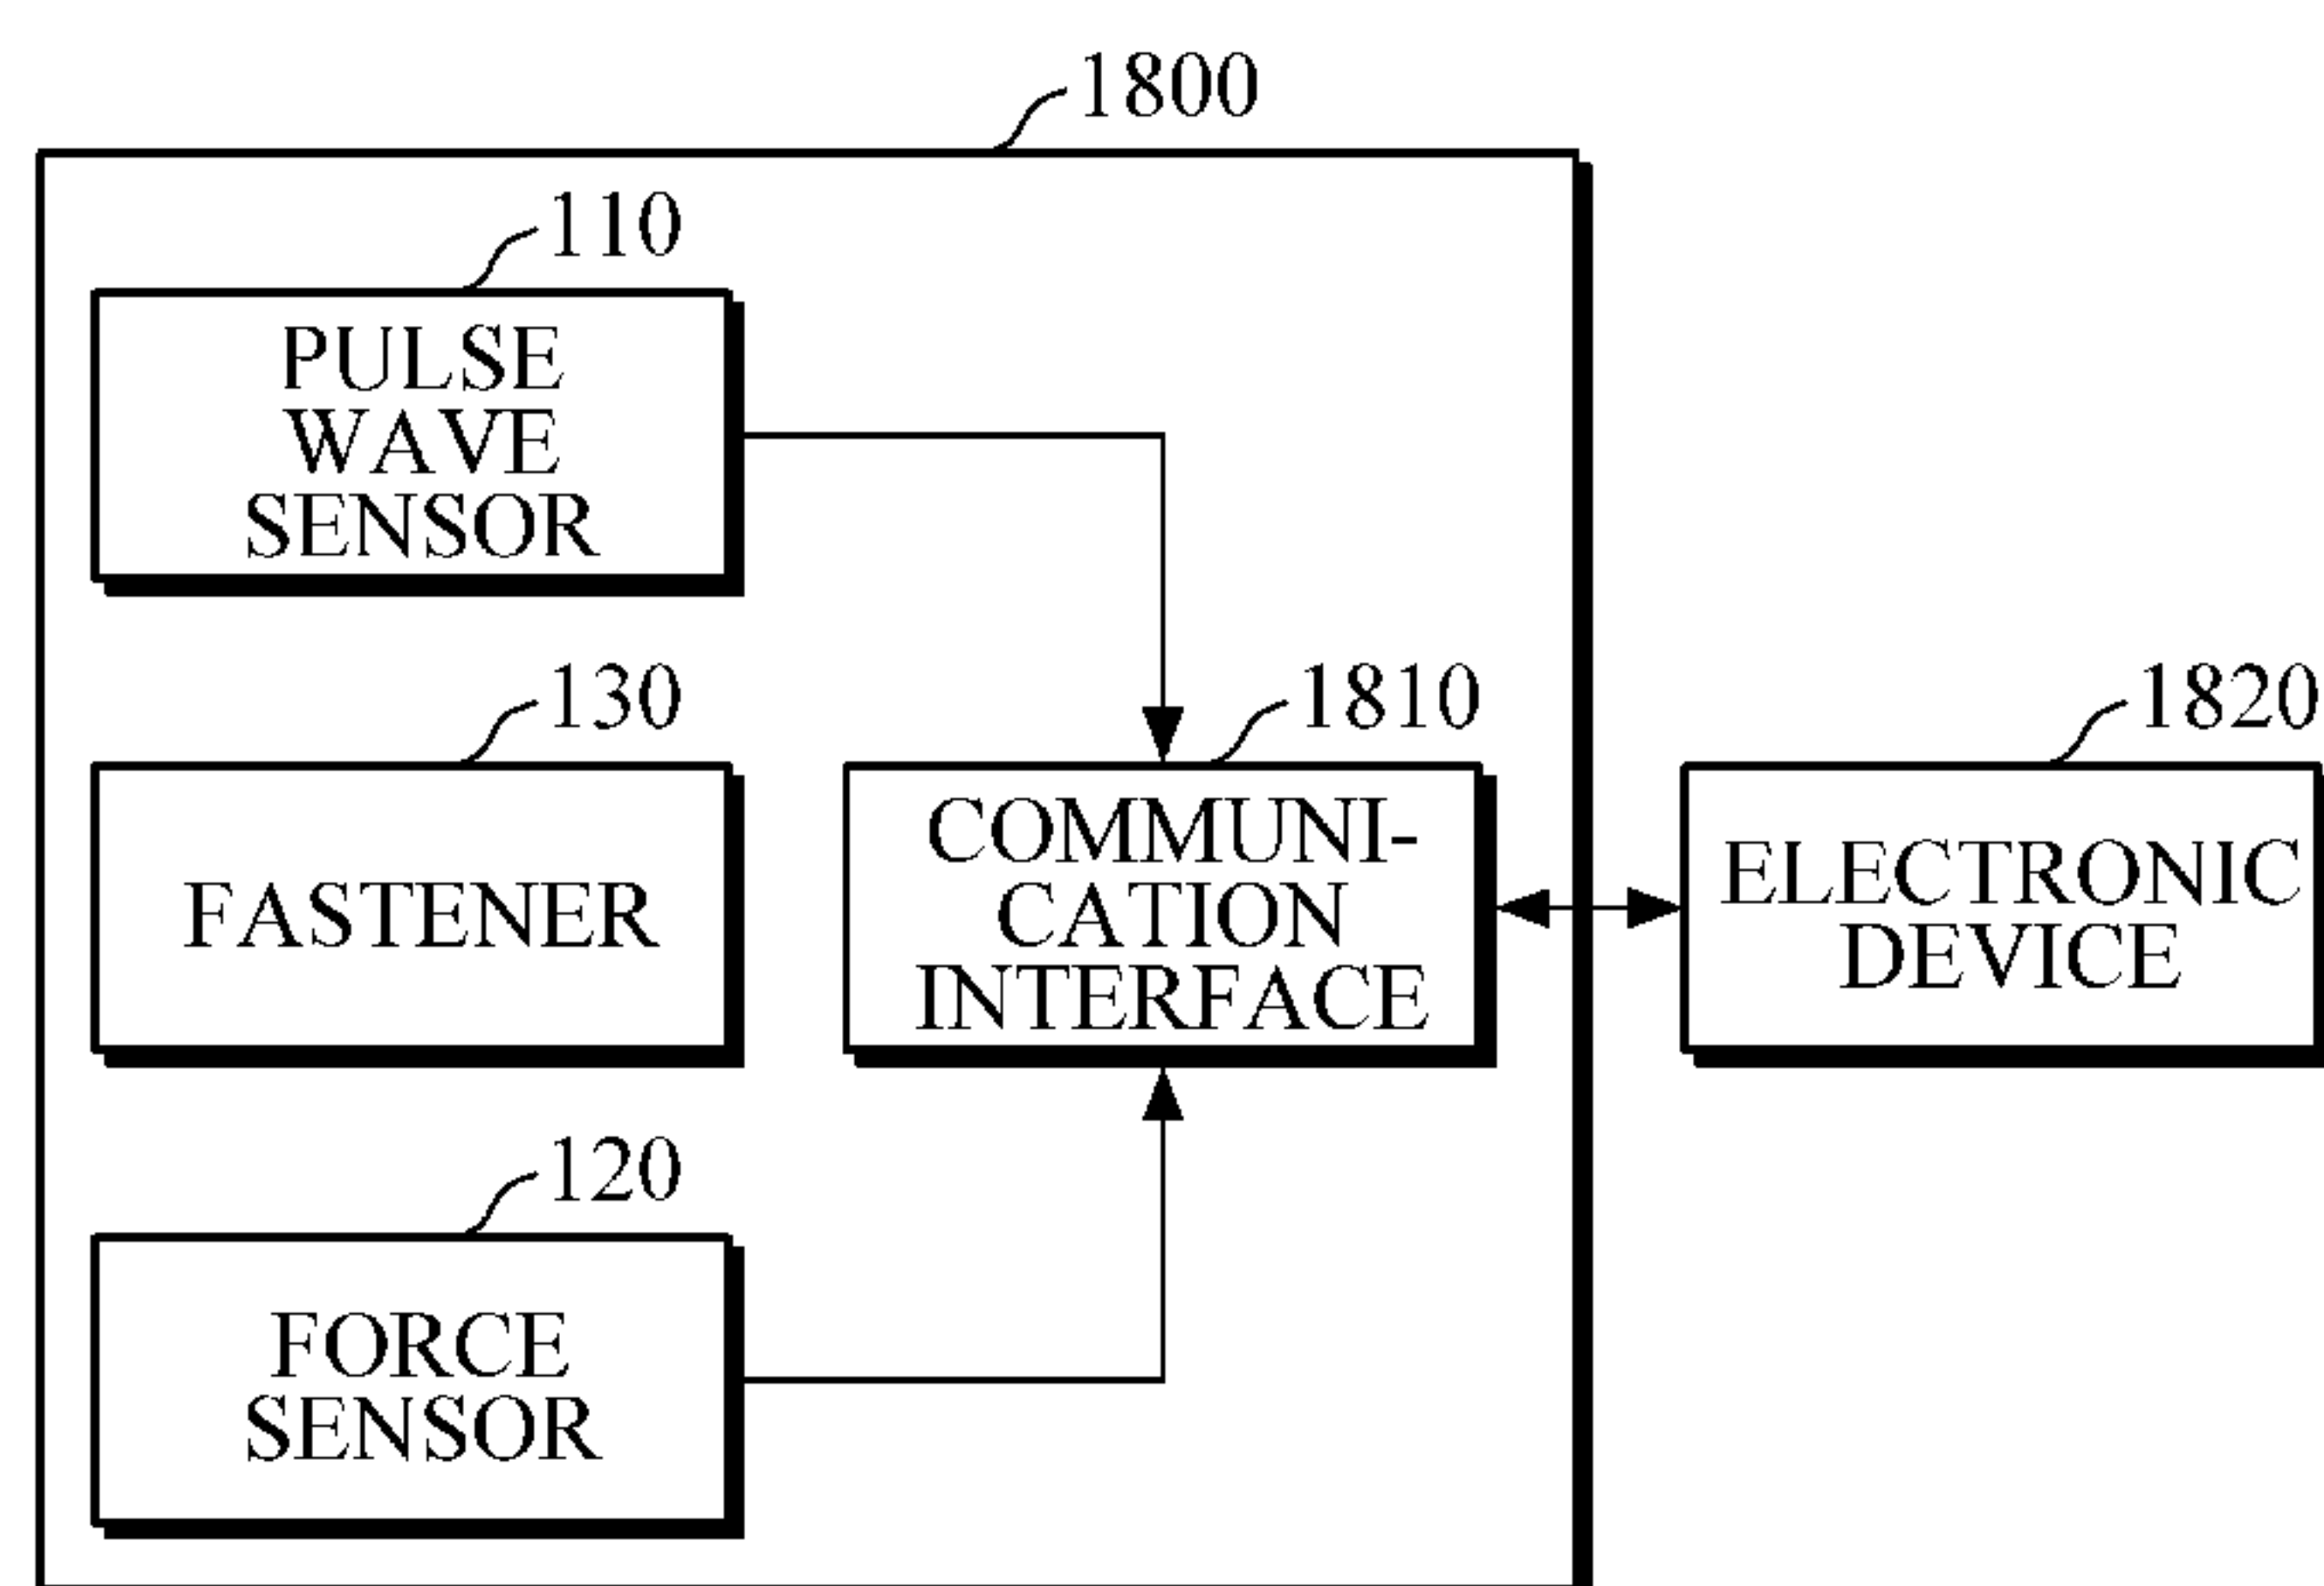 1800
110
PULSE
WAVE
SENSOR
130
FASTENER
1810
COMMUNI-
CATION
INTERFACE
1820
ELECTRONIC
DEVICE
120
FORCE
SENSOR